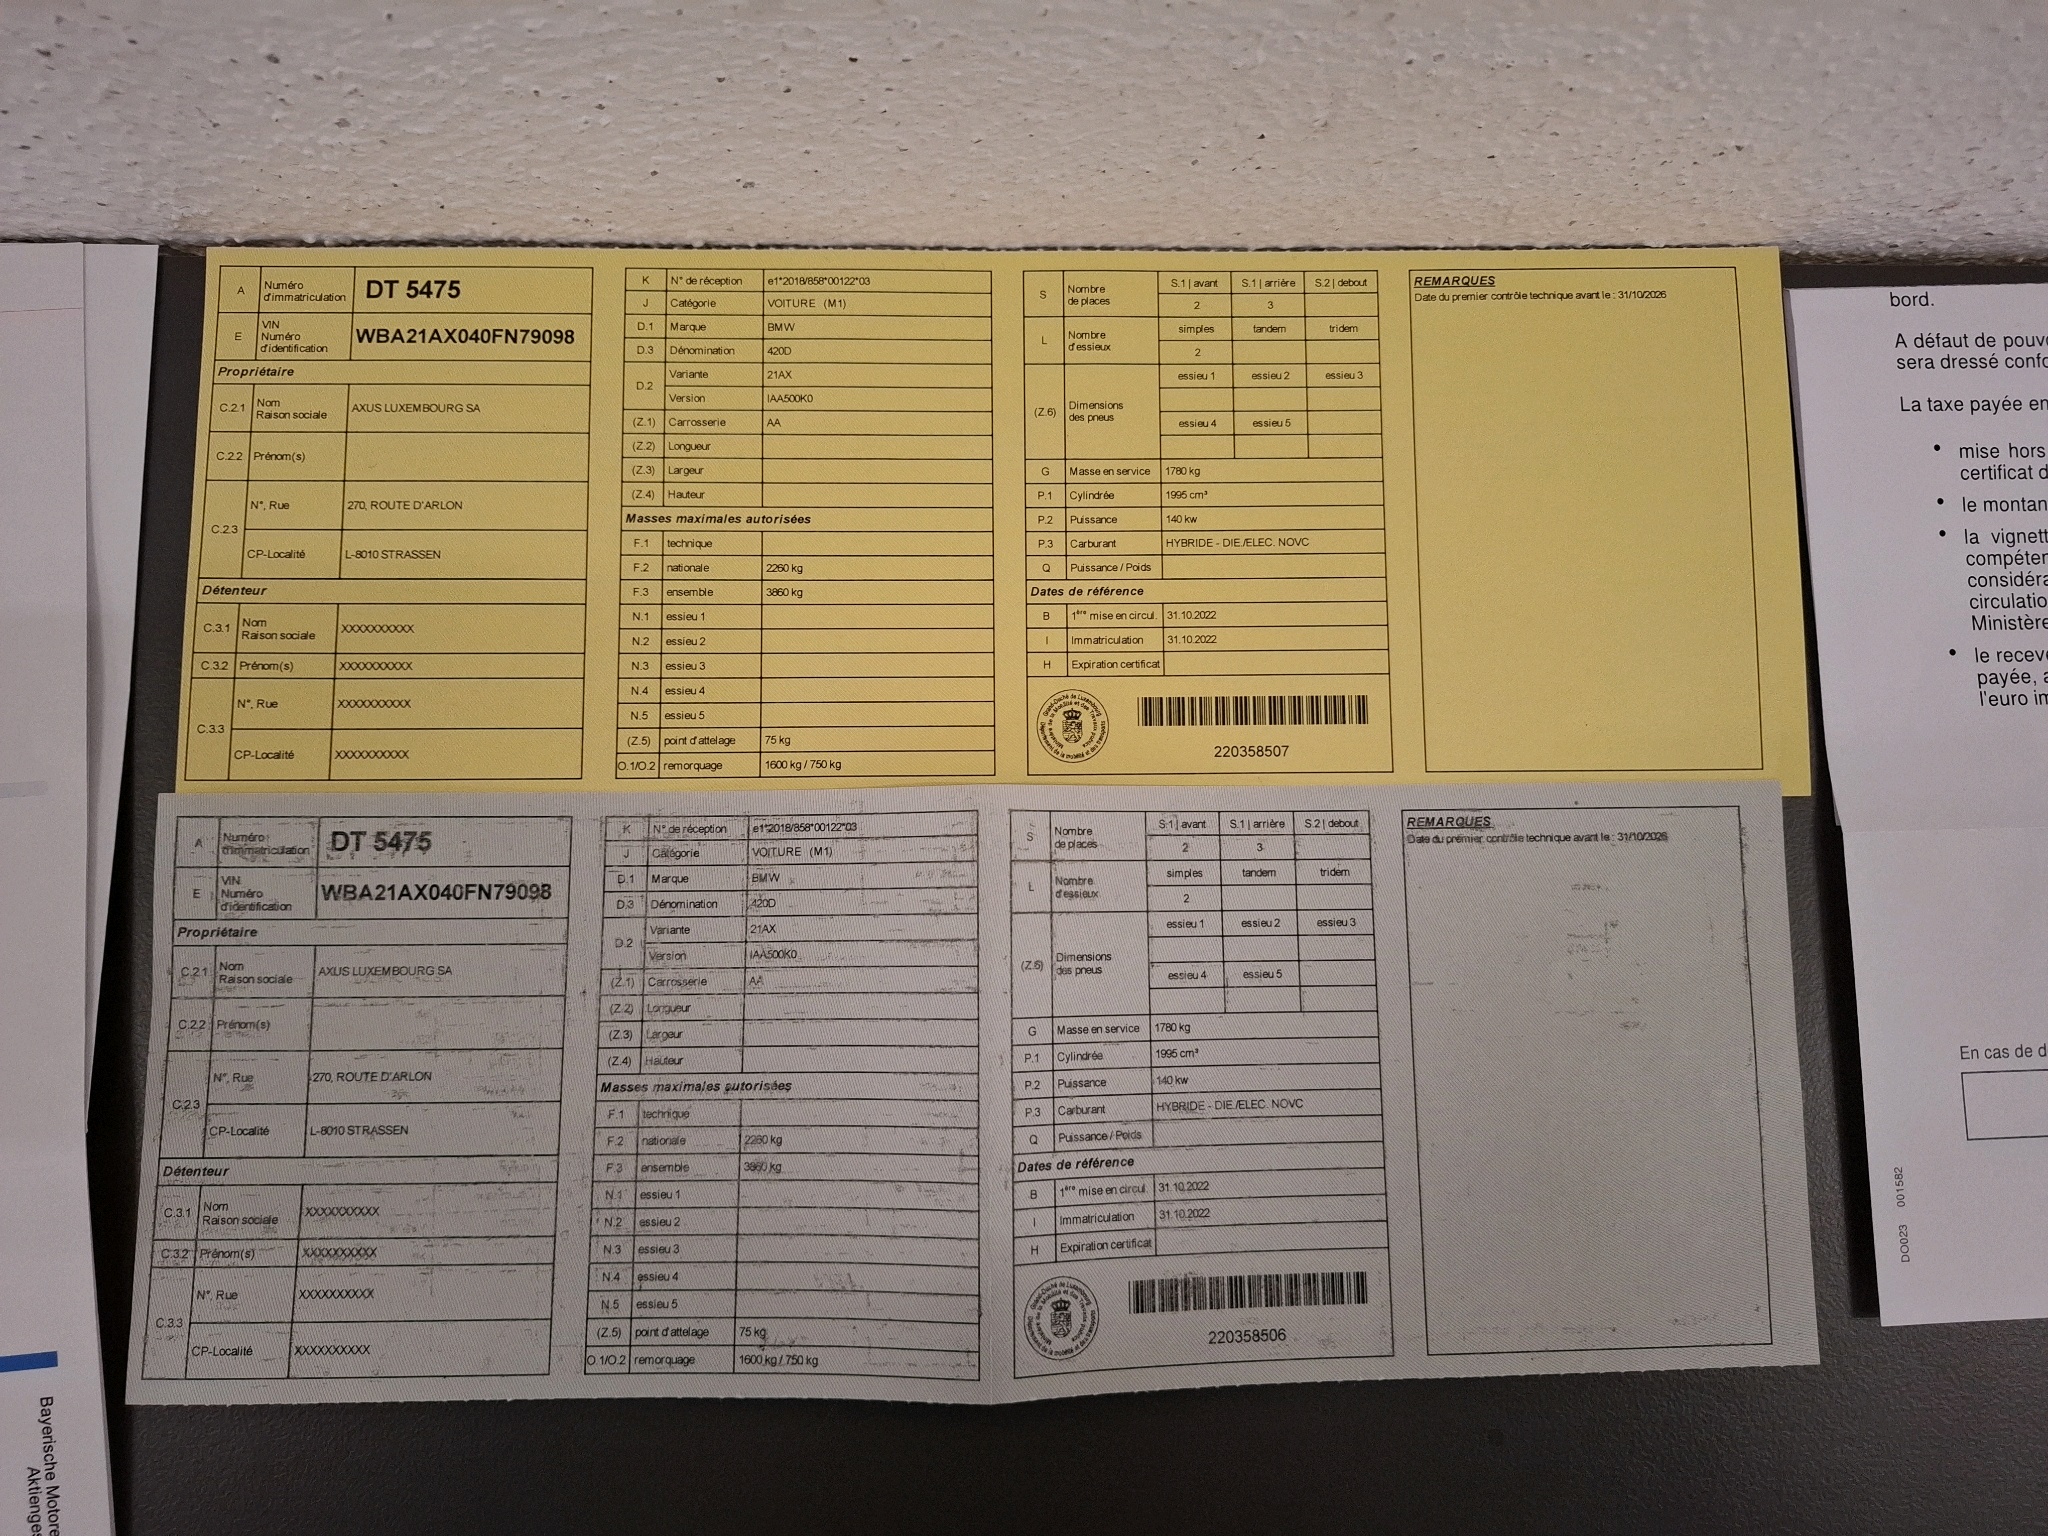 A Numéro d'immatriculation DT 5475
E VIN Numéro d'identification WBA21AX040FN79098
Propriétaire
C.2.1 Nom Raison sociale AXUS LUXEMBOURG SA
C.2.2 Prénom(s)
C.2.3 N°, Rue 270, ROUTE D'ARLON
CP-Localité L-8010 STRASSEN
Détenteur
C.3.1 Nom Raison sociale XXXXXXXXXX
C.3.2 Prénom(s) XXXXXXXXXX
C.3.3 N°, Rue XXXXXXXXXX
CP-Localité XXXXXXXXXX
K N° de réception e1*2018/858*00122*03
J Catégorie VOITURE (M1)
D.1 Marque BMW
D.3 Dénomination 420D
D.2 Variante 21AX
Version IAA500K0
(Z.1) Carrosserie AA
(Z.2) Longueur
(Z.3) Largeur
(Z.4) Hauteur
Masses maximales autorisées
F.1 technique
F.2 nationale 2260 kg
F.3 ensemble 3860 kg
N.1 essieu 1
N.2 essieu 2
N.3 essieu 3
N.4 essieu 4
N.5 essieu 5
(Z.5) point d'attelage 75 kg
O.1/O.2 remorquage 1600 kg / 750 kg
S Nombre de places S.1 | avant S.1 | arrière S.2 | debout
2 3
L Nombre d'essieux simples tandem tridem
2
(Z.6) Dimensions des pneus essieu 1 essieu 2 essieu 3
essieu 4 essieu 5
G Masse en service 1780 kg
P.1 Cylindrée 1995 cm³
P.2 Puissance 140 kw
P.3 Carburant HYBRIDE - DIE./ELEC. NOVC
Q Puissance / Poids
Dates de référence
B 1ère mise en circul. 31.10.2022
I Immatriculation 31.10.2022
H Expiration certificat
220358507
REMARQUES
Date du premier contrôle technique avant le : 31/10/2026
A Numéro d'immatriculation DT 5475
E VIN Numéro d'identification WBA21AX040FN79098
Propriétaire
C.2.1 Nom Raison sociale AXUS LUXEMBOURG SA
C.2.2 Prénom(s)
C.2.3 N°, Rue 270, ROUTE D'ARLON
CP-Localité L-8010 STRASSEN
Détenteur
C.3.1 Nom Raison sociale XXXXXXXXXX
C.3.2 Prénom(s) XXXXXXXXXX
C.3.3 N°, Rue XXXXXXXXXX
CP-Localité XXXXXXXXXX
K N° de réception e1*2018/858*00122*03
J Catégorie VOITURE (M1)
D.1 Marque BMW
D.3 Dénomination 420D
D.2 Variante 21AX
Version IAA500K0
(Z.1) Carrosserie AA
(Z.2) Longueur
(Z.3) Largeur
(Z.4) Hauteur
Masses maximales autorisées
F.1 technique
F.2 nationale 2260 kg
F.3 ensemble 3860 kg
N.1 essieu 1
N.2 essieu 2
N.3 essieu 3
N.4 essieu 4
N.5 essieu 5
(Z.5) point d'attelage 75 kg
O.1/O.2 remorquage 1600 kg / 750 kg
S Nombre de places S.1 | avant S.1 | arrière S.2 | debout
2 3
L Nombre d'essieux simples tandem tridem
2
(Z.6) Dimensions des pneus essieu 1 essieu 2 essieu 3
essieu 4 essieu 5
G Masse en service 1780 kg
P.1 Cylindrée 1995 cm³
P.2 Puissance 140 kw
P.3 Carburant HYBRIDE - DIE./ELEC. NOVC
Q Puissance / Poids
Dates de référence
B 1ère mise en circul. 31.10.2022
I Immatriculation 31.10.2022
H Expiration certificat
220358506
REMARQUES
Date du premier contrôle technique avant le : 31/10/2026
bord.
A défaut de
sera dressé
La taxe payée
• mise hors
certificat
• le
• la
• le
payée,
l'euro
En cas de
DO023 001582
Bayerische